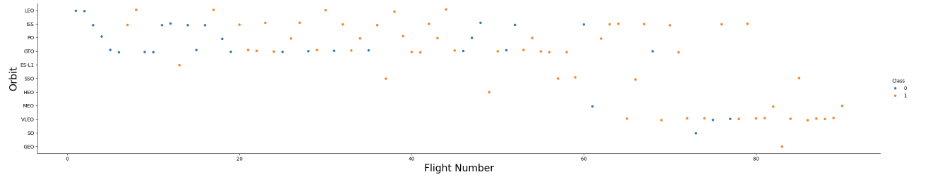 LEO
ISS
PO
GTO
ES-L1
SSO
HEO
MEO
VLEO
SO
GEO
Orbit
0
20
40
60
80
Flight Number
Class
0
1